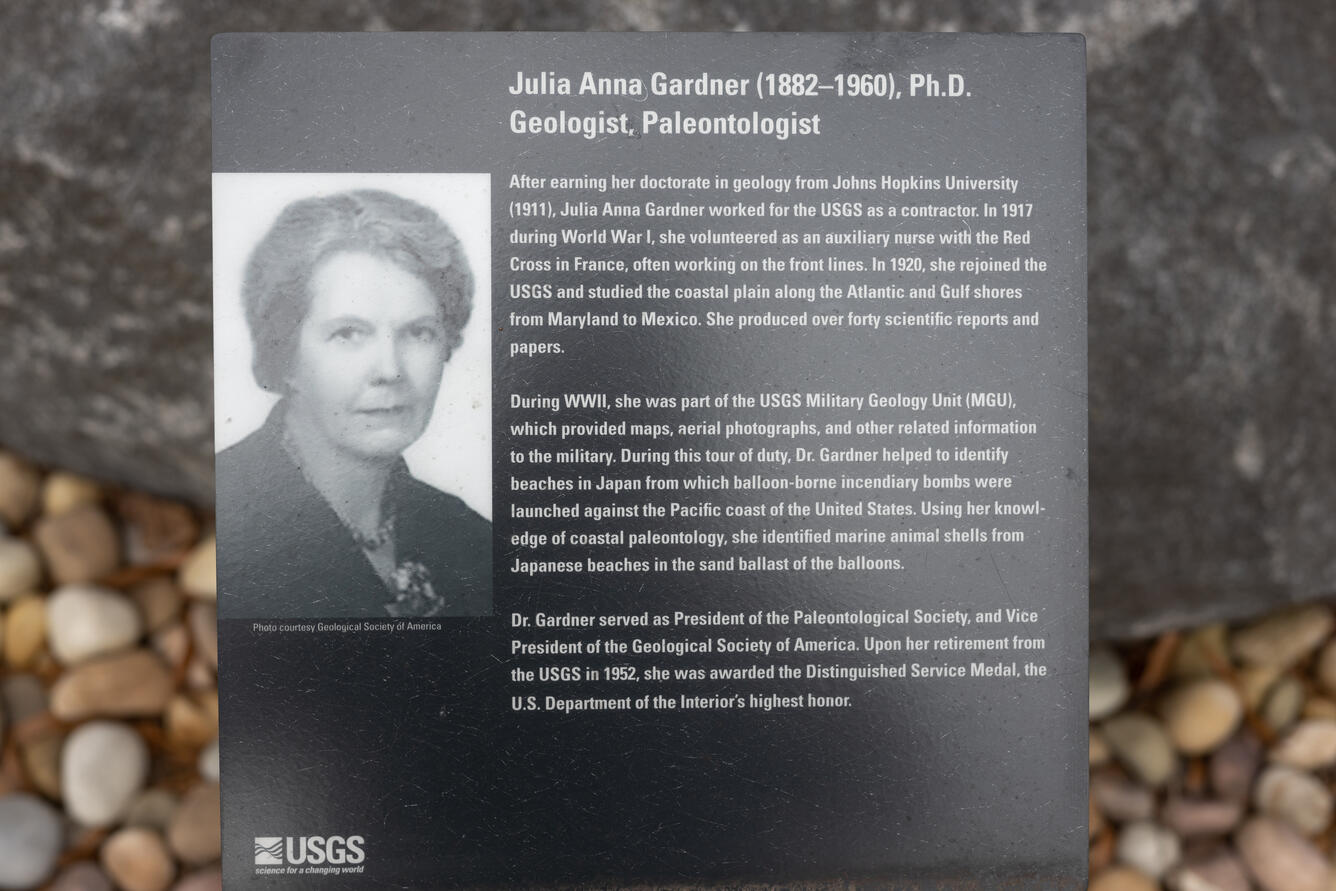 Julia Anna Gardner (1882–1960), Ph.D.
Geologist, Paleontologist
After earning her doctorate in geology from Johns Hopkins University
(1911), Julia Anna Gardner worked for the USGS as a contractor. In 1917
during World War I, she volunteered as an auxiliary nurse with the Red
Cross in France, often working on the front lines. In 1920, she rejoined the
USGS and studied the coastal plain along the Atlantic and Gulf shores
from Maryland to Mexico. She produced over forty scientific reports and
papers.
During WWII, she was part of the USGS Military Geology Unit (MGU),
which provided maps, aerial photographs, and other related information
to the military. During this tour of duty, Dr. Gardner helped to identify
beaches in Japan from which balloon-borne incendiary bombs were
launched against the Pacific coast of the United States. Using her knowl-
edge of coastal paleontology, she identified marine animal shells from
Japanese beaches in the sand ballast of the balloons.
Dr. Gardner served as President of the Paleontological Society, and Vice
President of the Geological Society of America. Upon her retirement from
the USGS in 1952, she was awarded the Distinguished Service Medal, the
U.S. Department of the Interior's highest honor.
Photo courtesy Geological Society of America
USGS
science for a changing world